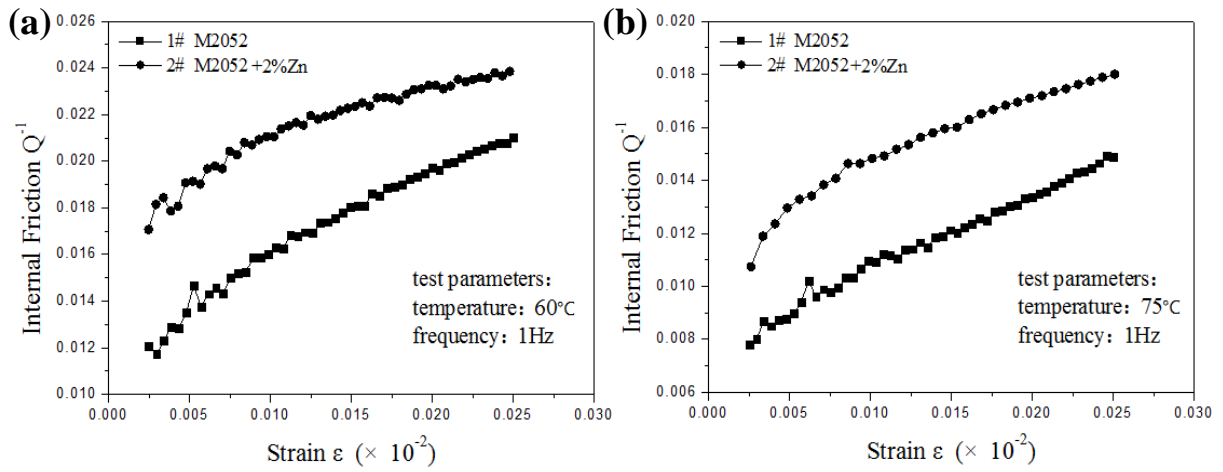 (a)
0.026
0.024
0.022
0.020
0.018
0.016
0.014
0.012
0.010
Internal Friction Q⁻¹
1# M2052
2# M2052+2%Zn
test parameters：
temperature：60℃
frequency：1Hz
0.000 0.005 0.010 0.015 0.020 0.025 0.030
Strain ε (× 10⁻²)
(b)
0.020
0.018
0.016
0.014
0.012
0.010
0.008
0.006
Internal Friction Q⁻¹
1# M2052
2# M2052+2%Zn
test parameters：
temperature：75℃
frequency：1Hz
0.000 0.005 0.010 0.015 0.020 0.025 0.030
Strain ε (× 10⁻²)